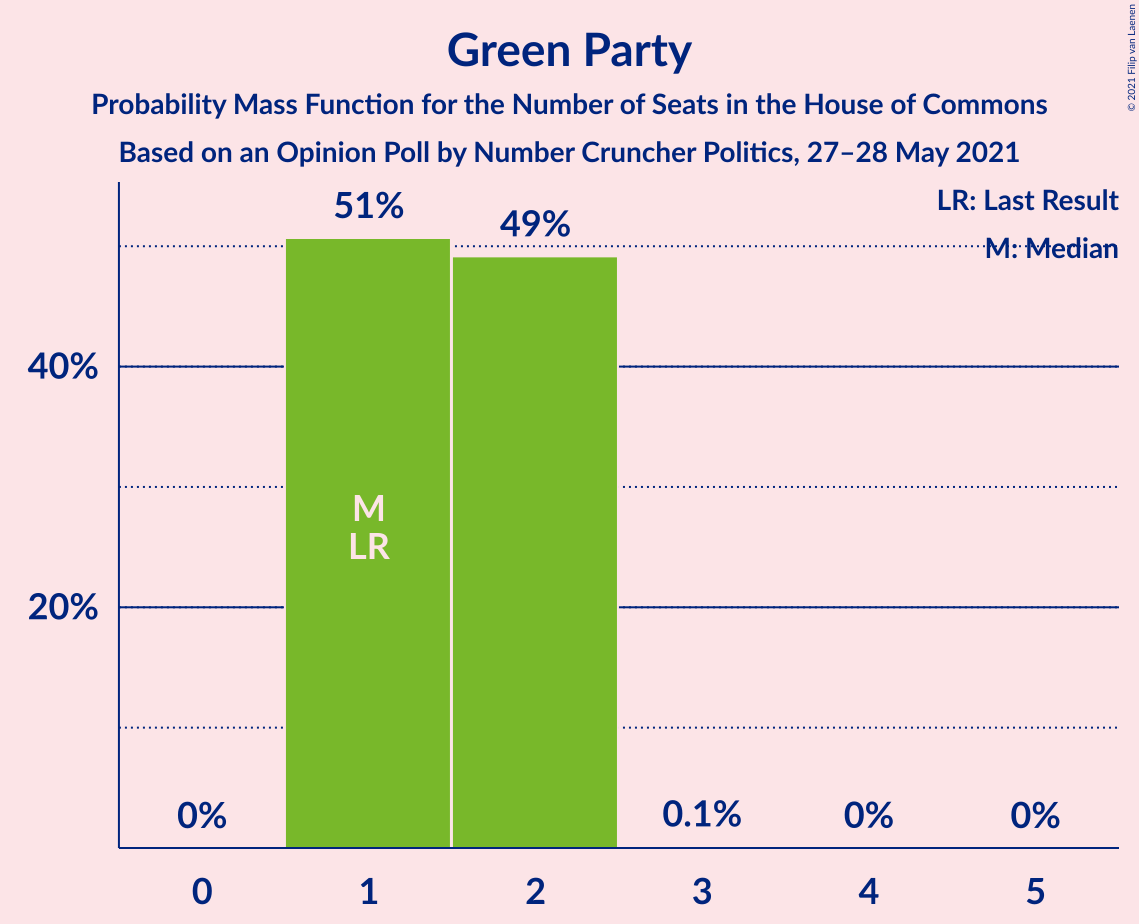 Green Party
Probability Mass Function for the Number of Seats in the House of Commons
Based on an Opinion Poll by Number Cruncher Politics, 27–28 May 2021
© 2021 Filip van Laenen
LR: Last Result
M: Median
51%
49%
40%
20%
M
LR
0%
0.1%
0%
0%
0 1 2 3 4 5